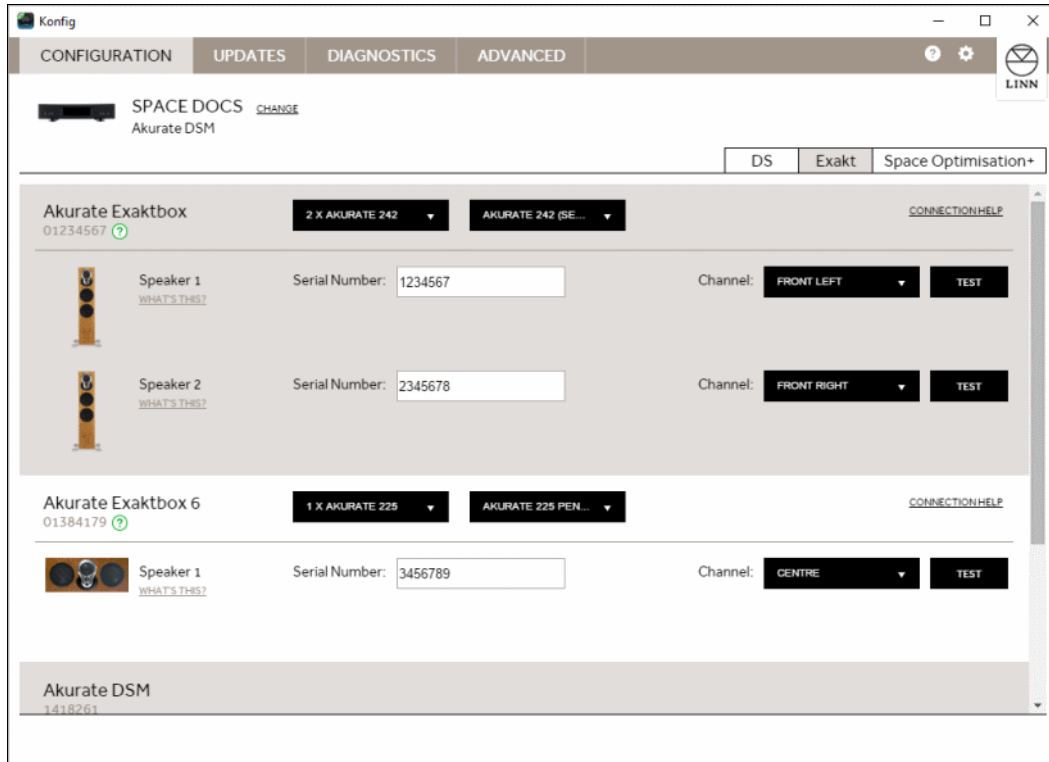 Konfig
CONFIGURATION UPDATES DIAGNOSTICS ADVANCED ?
LINN
SPACE DOCS CHANGE
Akurate DSM
DS Exakt Space Optimisation+
Akurate Exaktbox 2 X AKURATE 242 AKURATE 242 (SE... CONNECTION HELP
01234567 ?
Speaker 1 Serial Number: 1234567 Channel: FRONT LEFT TEST
WHAT'S THIS?
Speaker 2 Serial Number: 2345678 Channel: FRONT RIGHT TEST
WHAT'S THIS?
Akurate Exaktbox 6 1 X AKURATE 225 AKURATE 225 PEN... CONNECTION HELP
01384179 ?
Speaker 1 Serial Number: 3456789 Channel: CENTRE TEST
WHAT'S THIS?
Akurate DSM
1418261